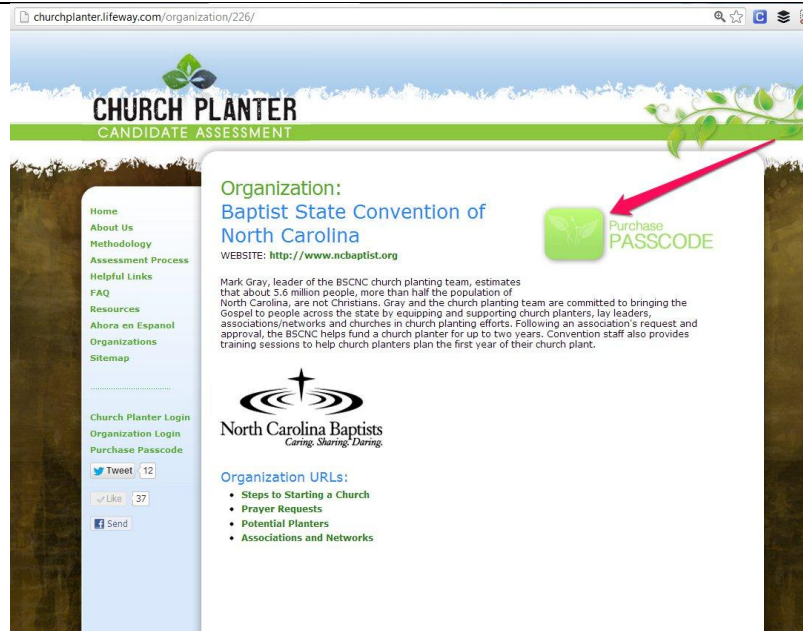 churchplanter.lifeway.com/organization/226/
CHURCH PLANTER
CANDIDATE ASSESSMENT
Home
About Us
Methodology
Assessment Process
Helpful Links
FAQ
Resources
Ahora en Espanol
Organizations
Sitemap
Church Planter Login
Organization Login
Purchase Passcode
Tweet 12
Like 37
Send
Organization:
Baptist State Convention of
North Carolina
WEBSITE: http://www.ncbaptist.org
Purchase
PASSCODE
Mark Gray, leader of the BSCNC church planting team, estimates
that about 5.6 million people, more than half the population of
North Carolina, are not Christians. Gray and the church planting team are committed to bringing the
Gospel to people across the state by equipping and supporting church planters, lay leaders,
associations/networks and churches in church planting efforts. Following an association's request and
approval, the BSCNC helps fund a church planter for up to two years. Convention staff also provides
training sessions to help church planters plan the first year of their church plant.
North Carolina Baptists
Caring. Sharing. Daring.
Organization URLs:
Steps to Starting a Church
Prayer Requests
Potential Planters
Associations and Networks